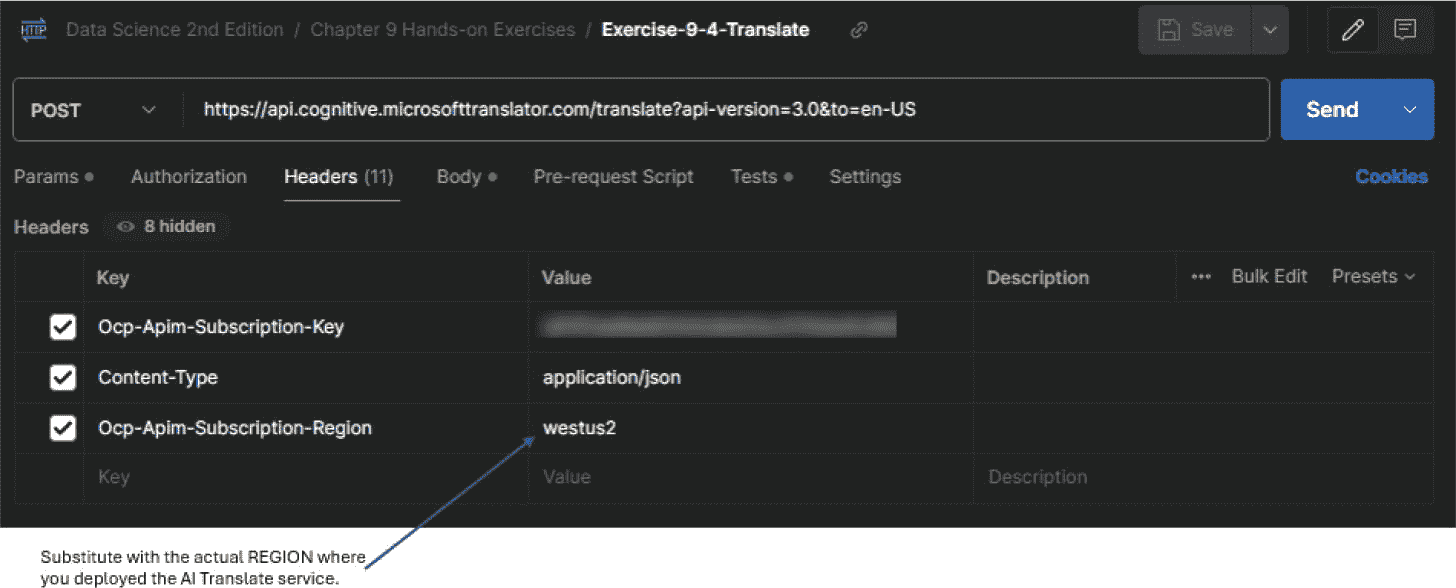 HTTP Data Science 2nd Edition / Chapter 9 Hands-on Exercises / Exercise-9-4-Translate Save
POST https://api.cognitive.microsofttranslator.com/translate?api-version=3.0&to=en-US Send
Params Authorization Headers (11) Body Pre-request Script Tests Settings Cookies
Headers 8 hidden
Key Value Description ••• Bulk Edit Presets
Ocp-Apim-Subscription-Key
Content-Type application/json
Ocp-Apim-Subscription-Region westus2
Key Value Description
Substitute with the actual REGION where
you deployed the AI Translate service.